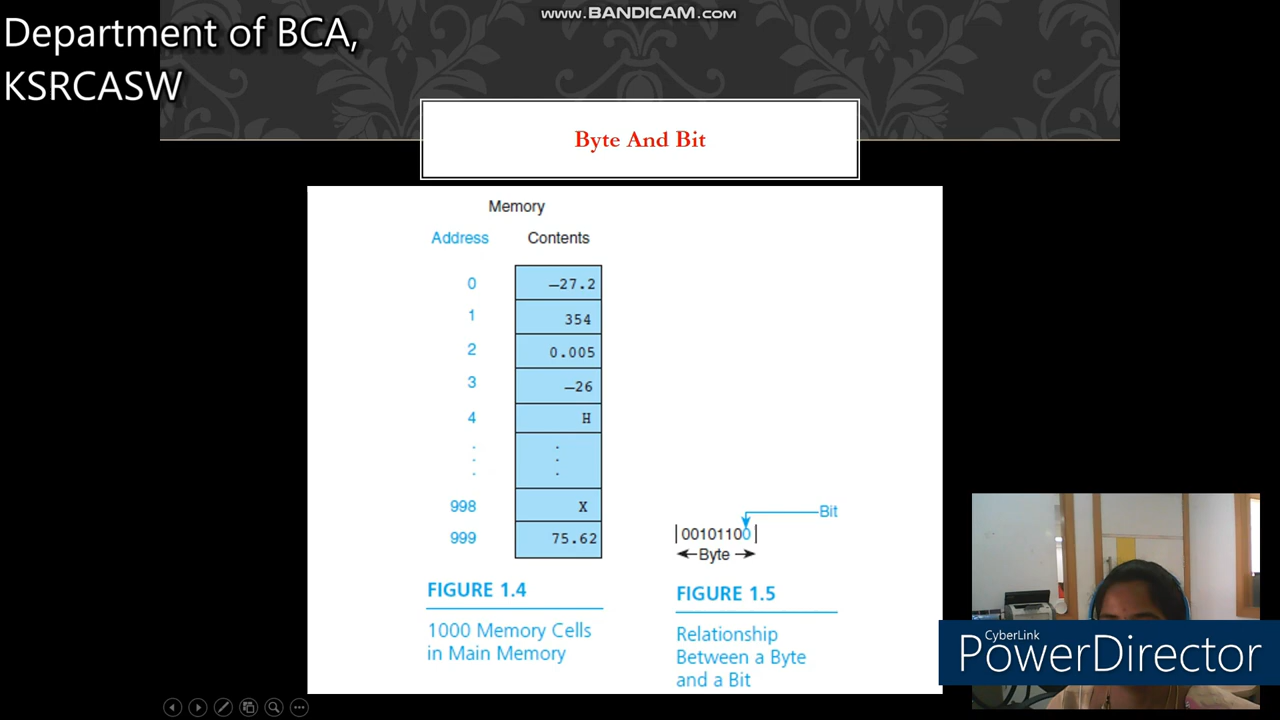 www.BANDICAM.com
Department of BCA,
KSRCASW
Byte And Bit
Memory
Address Contents
0 –27.2
1 354
2 0.005
3 –26
4 H
. .
. .
. .
998 X
999 75.62
Bit
00101100
Byte
FIGURE 1.4
1000 Memory Cells
in Main Memory
FIGURE 1.5
Relationship
Between a Byte
and a Bit
CyberLink
PowerDirector